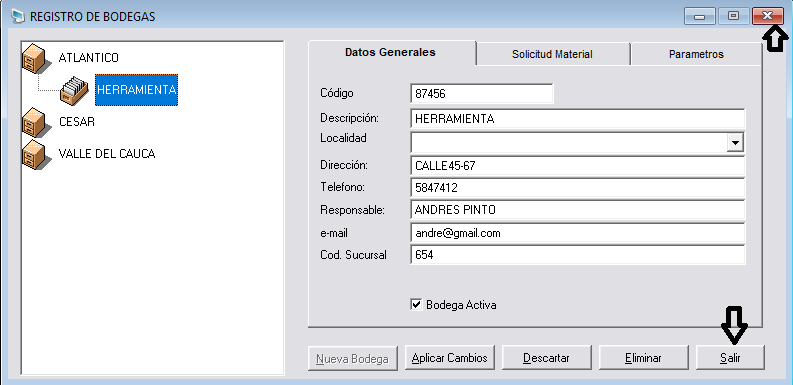 REGISTRO DE BODEGAS
ATLANTICO
HERRAMIENTA
CESAR
VALLE DEL CAUCA
Datos Generales
Solicitud Material
Parametros
Código 87456
Descripción: HERRAMIENTA
Localidad
Dirección: CALLE45-67
Telefono: 5847412
Responsable: ANDRES PINTO
e-mail andre@gmail.com
Cod. Sucursal 654
Bodega Activa
Nueva Bodega
Aplicar Cambios
Descartar
Eliminar
Salir